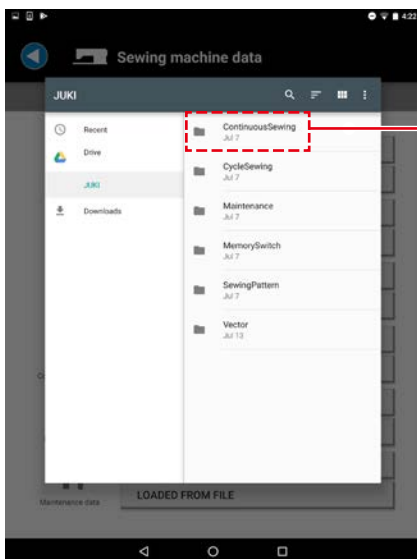 4:22
Sewing machine data
JUKI
Recent
Drive
JUKI
Downloads
ContinuousSewing
Jul 7
CycleSewing
Jul 7
Maintenance
Jul 7
MemorySwitch
Jul 7
SewingPattern
Jul 7
Vector
Jul 13
Maintenance data
LOADED FROM FILE